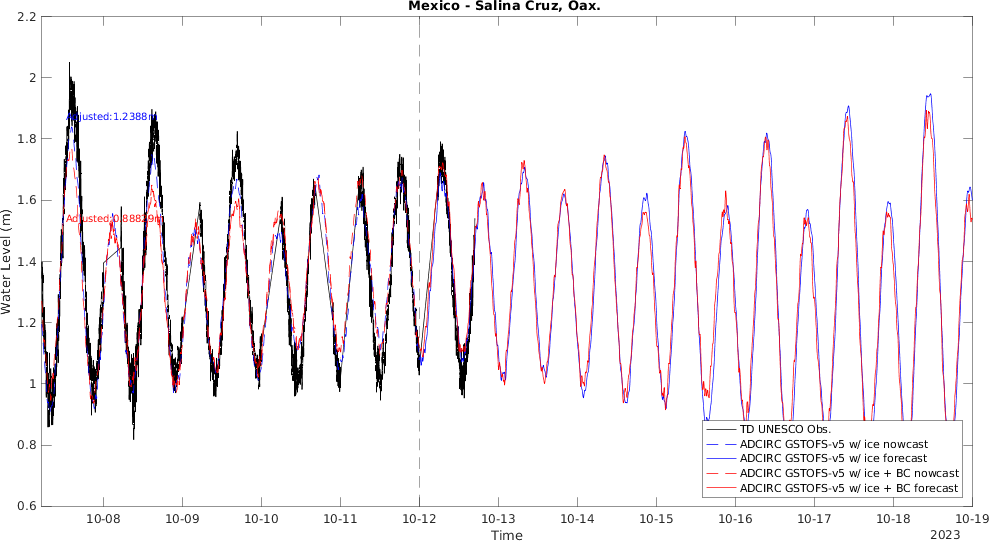 Mexico - Salina Cruz, Oax.
2.2
2
1.8
1.6
1.4
1.2
1
0.8
0.6
Water Level (m)
Adjusted:1.2388m
Adjusted:0.88829m
10-08
10-09
10-10
10-11
10-12
10-13
10-14
10-15
10-16
10-17
10-18
10-19
Time
2023
TD UNESCO Obs.
ADCIRC GSTOFS-v5 w/ ice nowcast
ADCIRC GSTOFS-v5 w/ ice forecast
ADCIRC GSTOFS-v5 w/ ice + BC nowcast
ADCIRC GSTOFS-v5 w/ ice + BC forecast